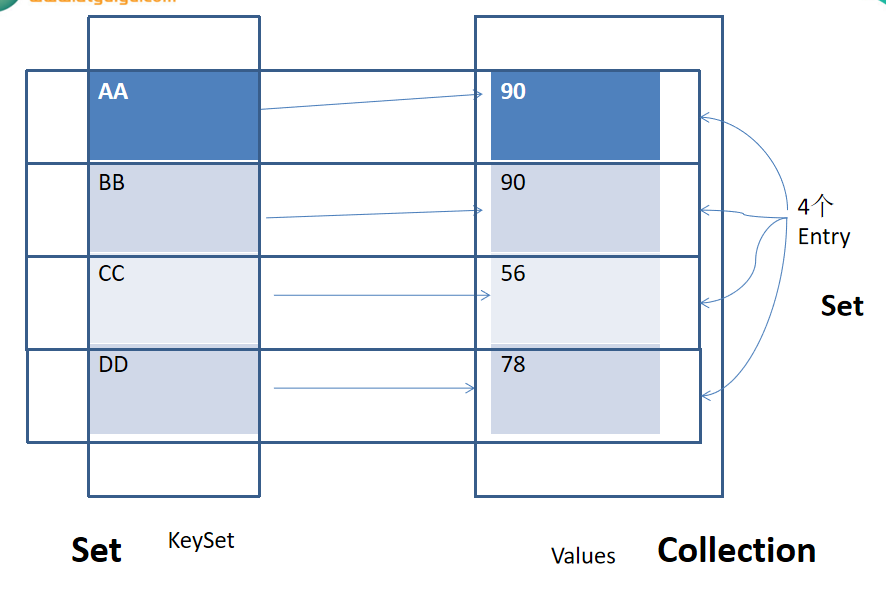 AA
90
BB
90
4个
Entry
CC
56
Set
DD
78
Set
KeySet
Values
Collection